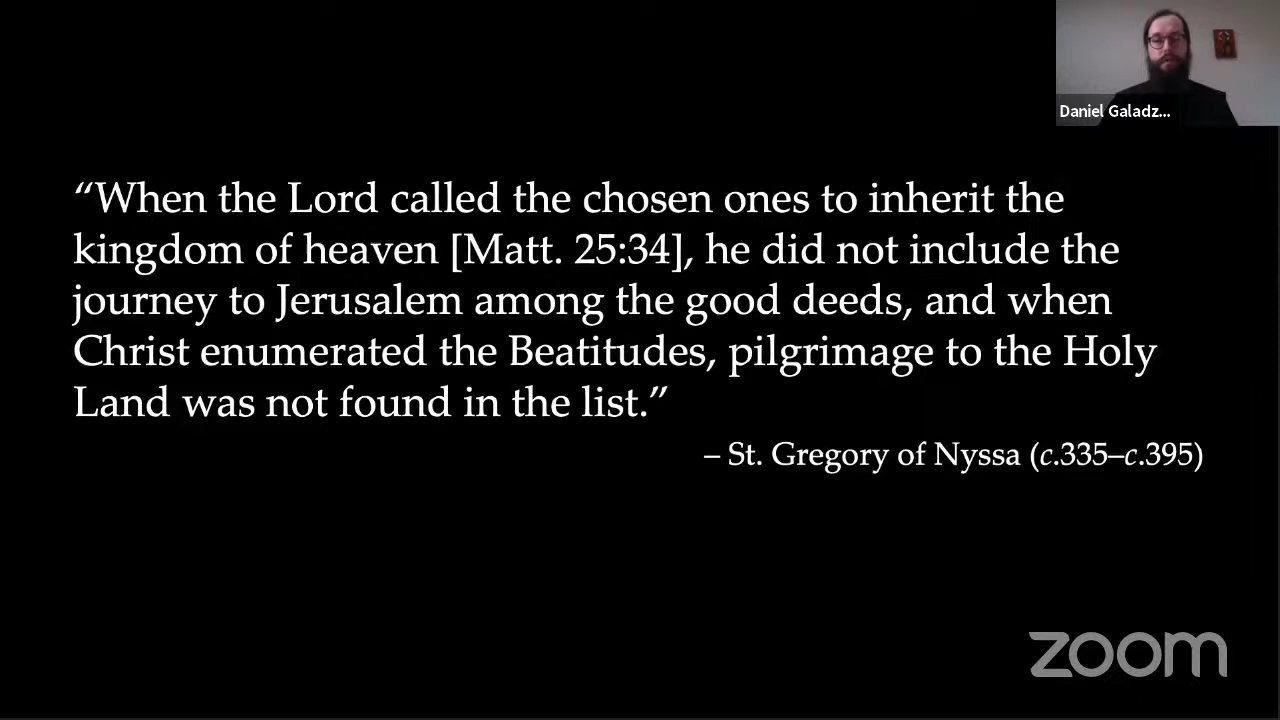 Daniel Galadz...
“When the Lord called the chosen ones to inherit the
kingdom of heaven [Matt. 25:34], he did not include the
journey to Jerusalem among the good deeds, and when
Christ enumerated the Beatitudes, pilgrimage to the Holy
Land was not found in the list.”
– St. Gregory of Nyssa (c.335–c.395)
zoom